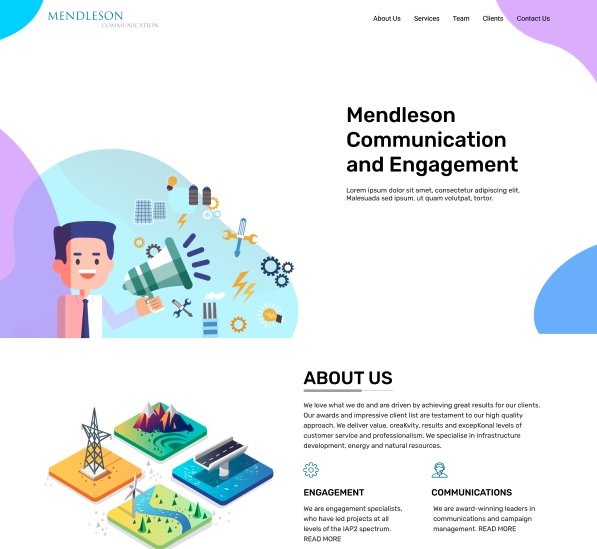 MENDLESON
COMMUNICATION
About Us Services Team Clients Contact Us
Mendleson
Communication
and Engagement
Lorem ipsum dolor sit amet, consectetur adipiscing elit.
Malesuada sed ipsum, ut quam volutpat, tortor.
ABOUT US
We love what we do and are driven by achieving great results for our clients.
Our awards and impressive client list are testament to our high quality
approach. We deliver value, creaKvity, results and excepKonal levels of
customer service and professionalism. We specialise in infrastructure
development, energy and natural resources.
ENGAGEMENT
We are engagement specialists,
who have led projects at all
levels of the IAP2 spectrum.
READ MORE
COMMUNICATIONS
We are award-winning leaders in
communications and campaign
management. READ MORE